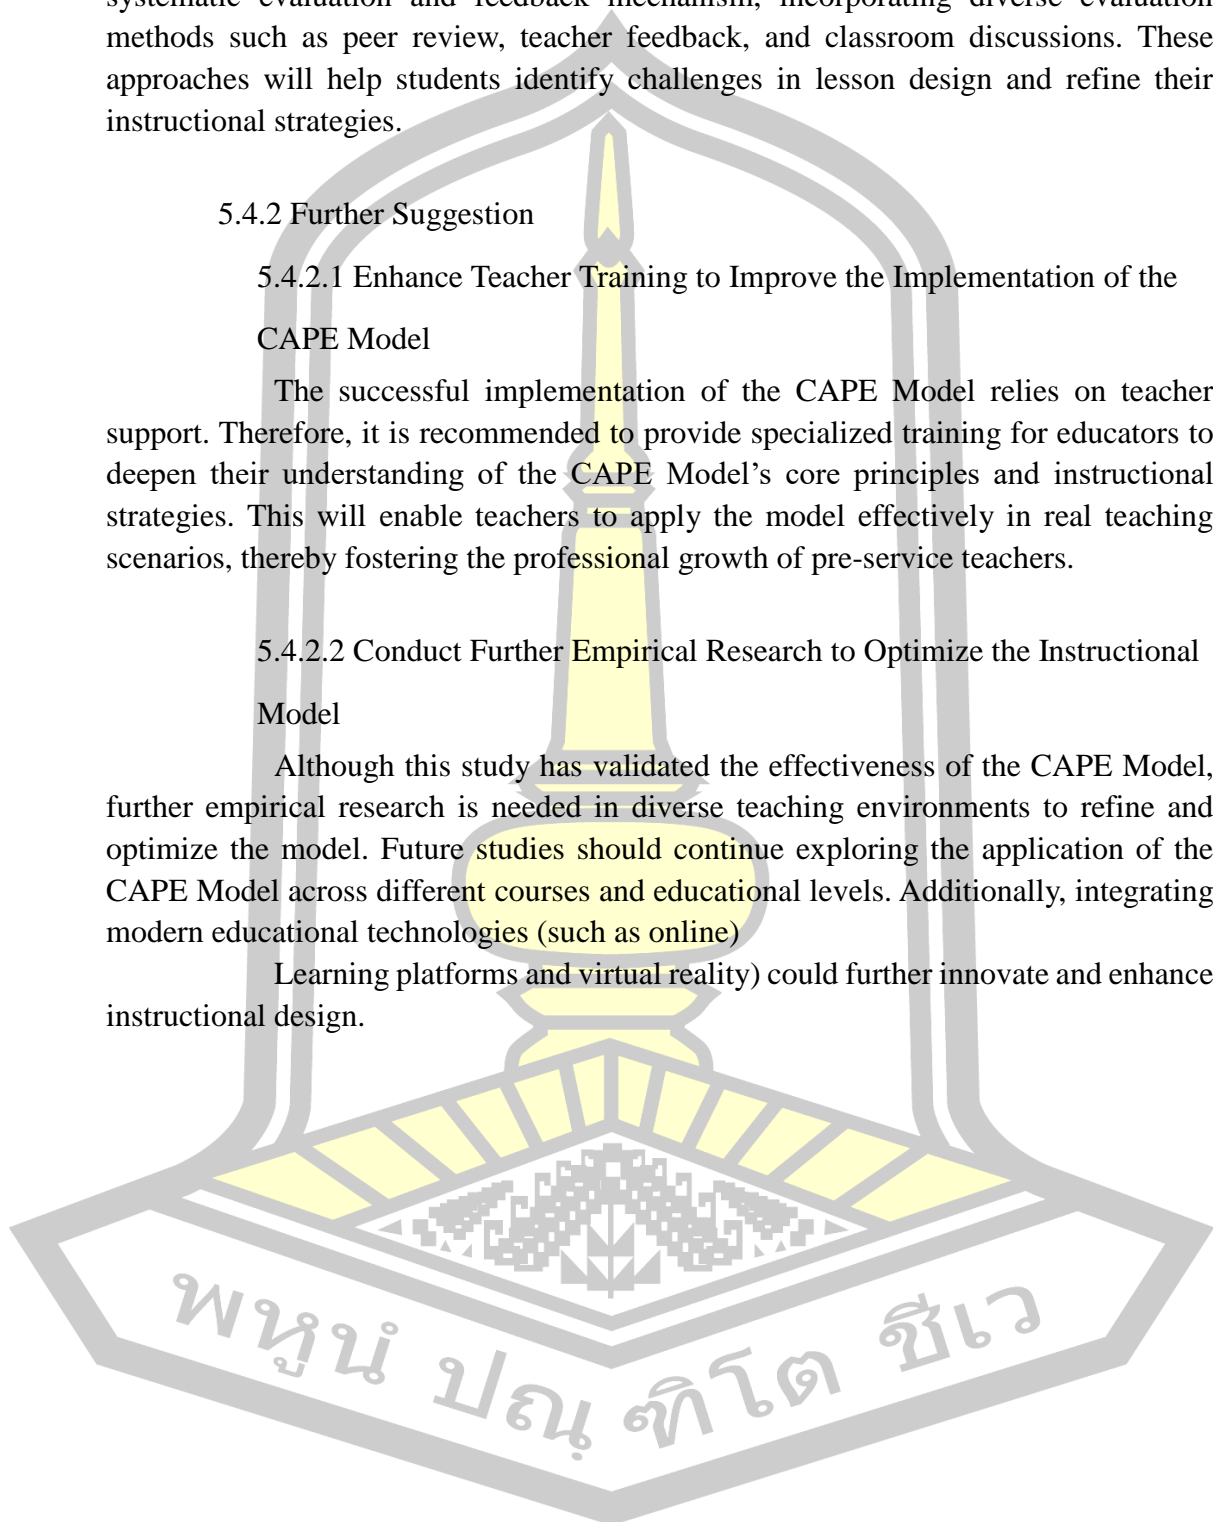 systematic evaluation and feedback mechanism, incorporating diverse evaluation
methods such as peer review, teacher feedback, and classroom discussions. These
approaches will help students identify challenges in lesson design and refine their
instructional strategies.
5.4.2 Further Suggestion
5.4.2.1 Enhance Teacher Training to Improve the Implementation of the
CAPE Model
The successful implementation of the CAPE Model relies on teacher
support. Therefore, it is recommended to provide specialized training for educators to
deepen their understanding of the CAPE Model’s core principles and instructional
strategies. This will enable teachers to apply the model effectively in real teaching
scenarios, thereby fostering the professional growth of pre-service teachers.
5.4.2.2 Conduct Further Empirical Research to Optimize the Instructional
Model
Although this study has validated the effectiveness of the CAPE Model,
further empirical research is needed in diverse teaching environments to refine and
optimize the model. Future studies should continue exploring the application of the
CAPE Model across different courses and educational levels. Additionally, integrating
modern educational technologies (such as online)
Learning platforms and virtual reality) could further innovate and enhance
instructional design.
พหูนํ ปณฺ ฑิโต ชีเว